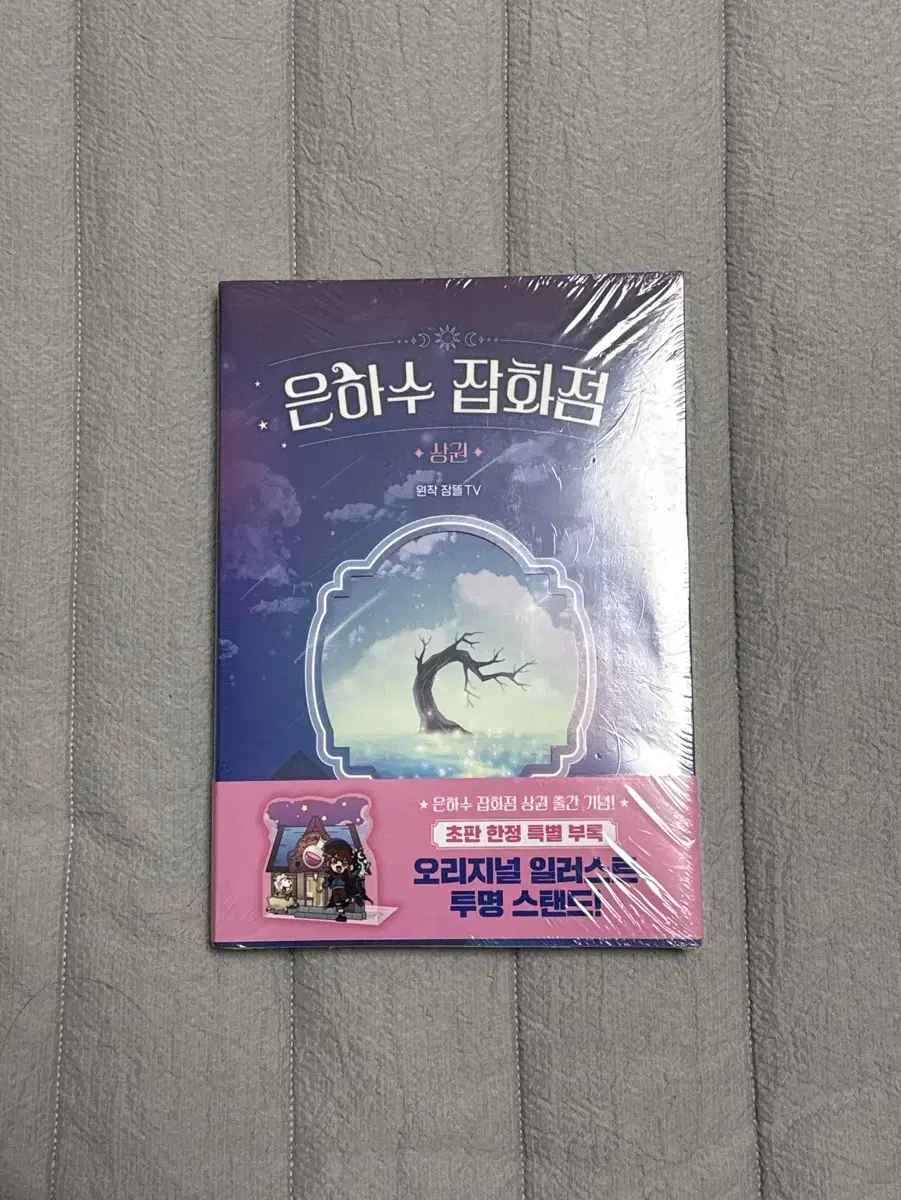 은하수 잡화점
상권
원작 잠뜰TV
은하수 잡화점 상권 출간 기념!
초판 한정 특별 부록
오리지널 일러스트
투명 스탠드!